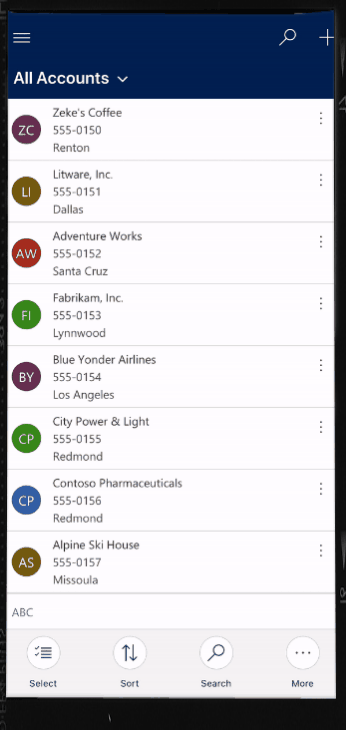 All Accounts
ZC
Zeke's Coffee
555-0150
Renton
LI
Litware, Inc.
555-0151
Dallas
AW
Adventure Works
555-0152
Santa Cruz
FI
Fabrikam, Inc.
555-0153
Lynnwood
BY
Blue Yonder Airlines
555-0154
Los Angeles
CP
City Power & Light
555-0155
Redmond
CP
Contoso Pharmaceuticals
555-0156
Redmond
AS
Alpine Ski House
555-0157
Missoula
ABC
Select Sort Search More